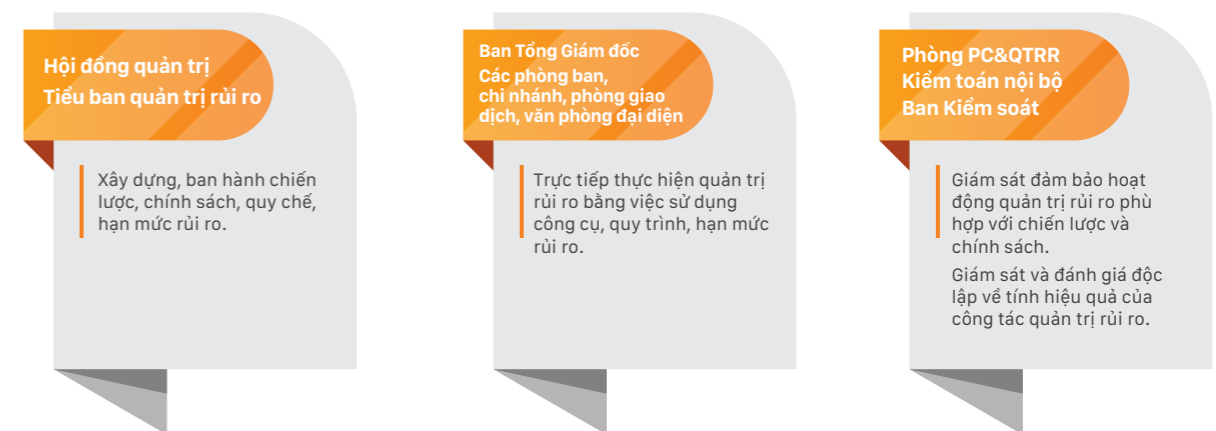 Hội đồng quản trị
Tiểu ban quản trị rủi ro
Xây dựng, ban hành chiến
lược, chính sách, quy chế,
hạn mức rủi ro.
Ban Tổng Giám đốc
Các phòng ban,
chi nhánh, phòng giao
dịch, văn phòng đại diện
Trực tiếp thực hiện quản trị
rủi ro bằng việc sử dụng
công cụ, quy trình, hạn mức
rủi ro.
Phòng PC&QTRR
Kiểm toán nội bộ
Ban Kiểm soát
Giám sát đảm bảo hoạt
động quản trị rủi ro phù
hợp với chiến lược và
chính sách.
Giám sát và đánh giá độc
lập về tính hiệu quả của
công tác quản trị rủi ro.